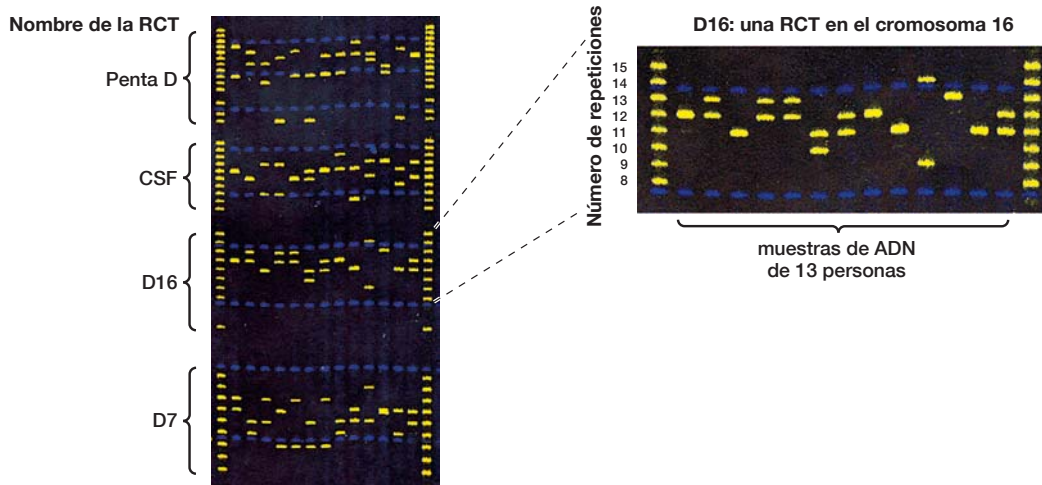 Nombre de la RCT
Penta D
CSF
D16
D7
D16: una RCT en el cromosoma 16
Número de repeticiones
15
14
13
12
11
10
9
8
muestras de ADN
de 13 personas